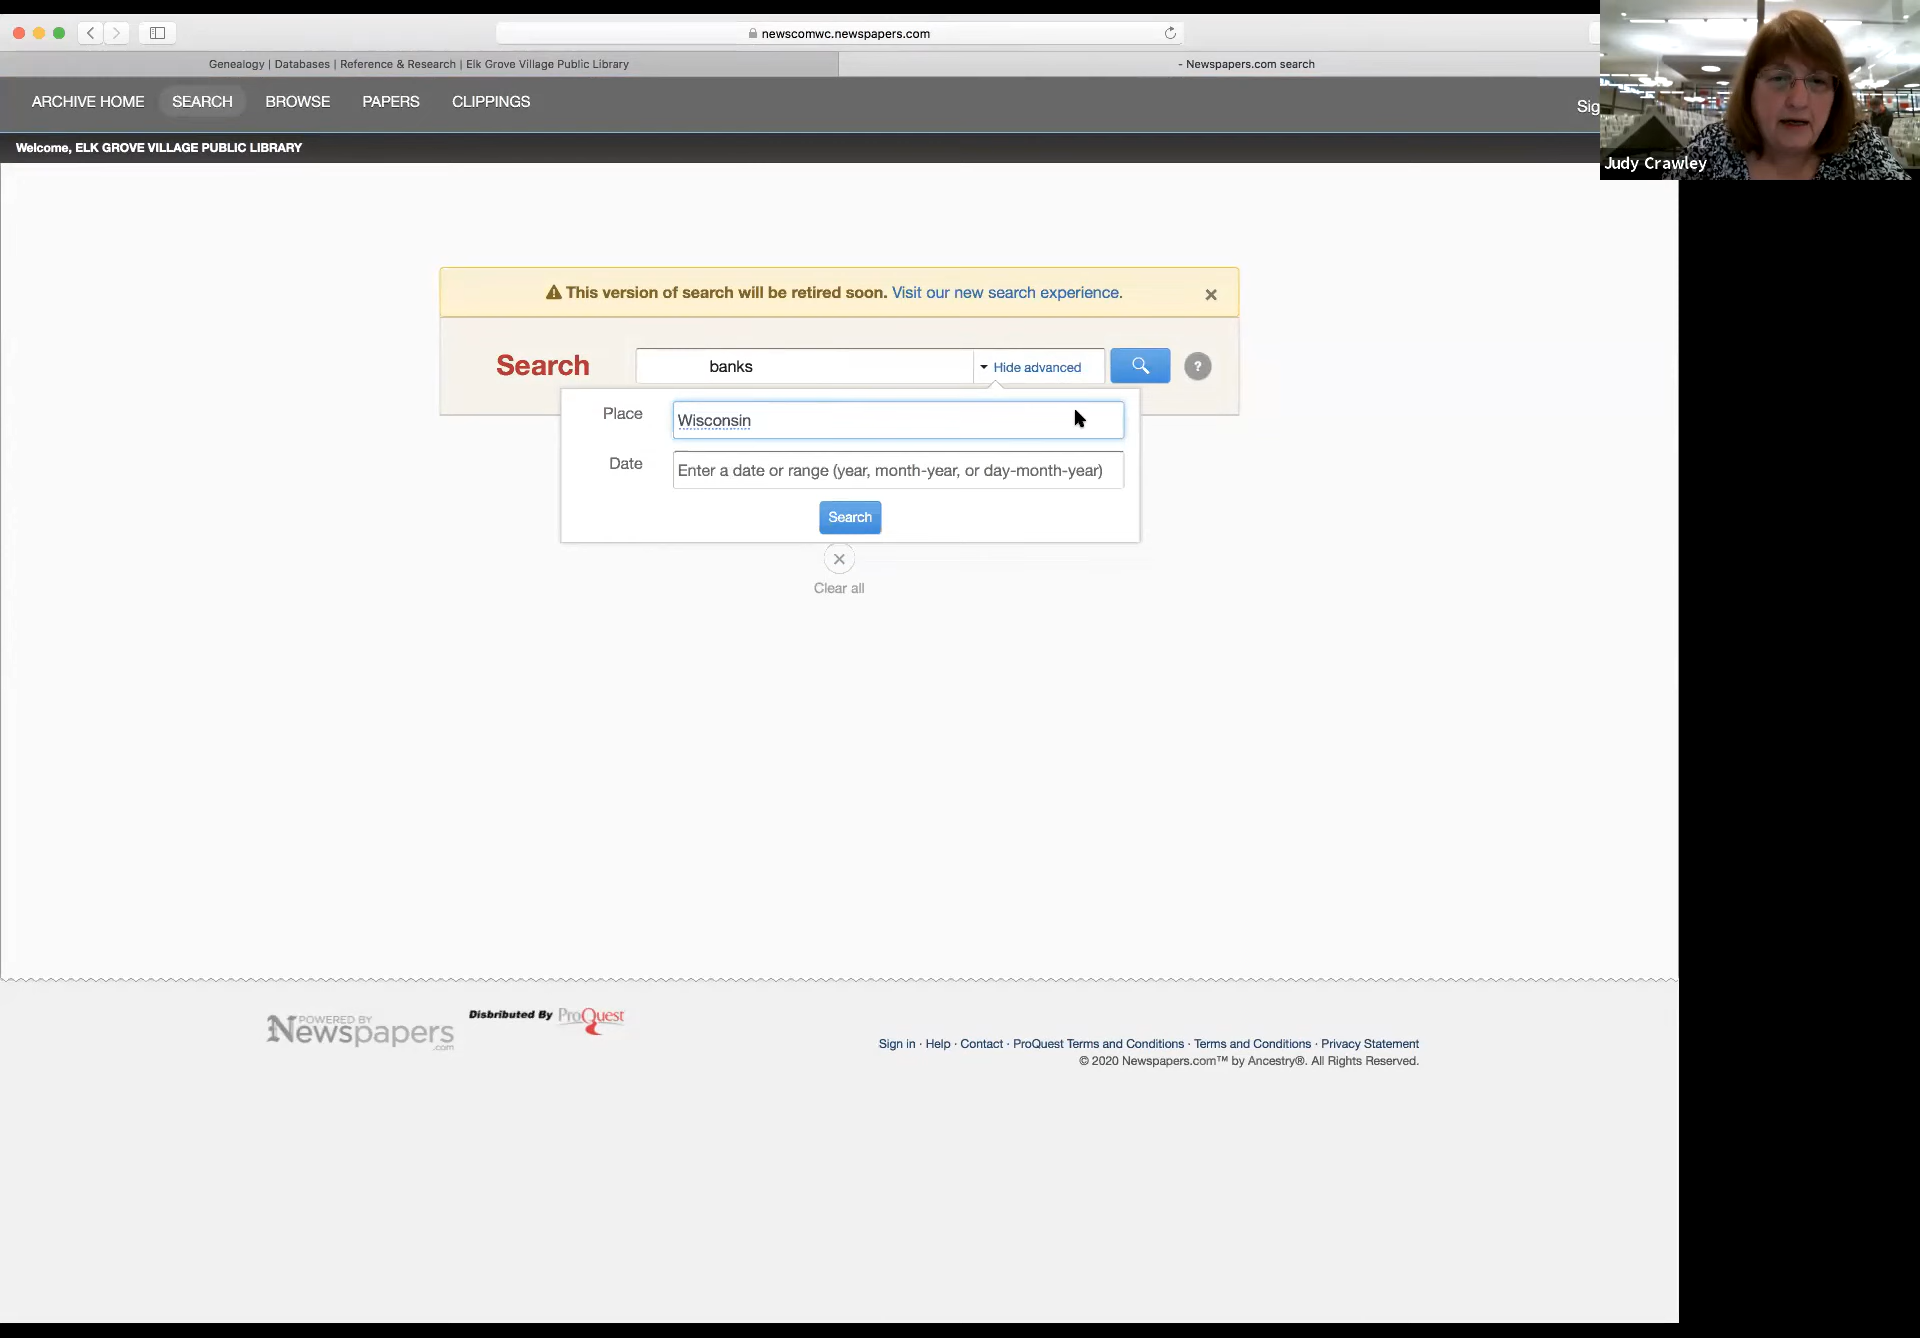 newscomwc.newspapers.com
Genealogy | Databases | Reference & Research | Elk Grove Village Public Library
- Newspapers.com search
ARCHIVE HOME SEARCH BROWSE PAPERS CLIPPINGS
Sig
Judy Crawley
Welcome, ELK GROVE VILLAGE PUBLIC LIBRARY
This version of search will be retired soon. Visit our new search experience.
Search banks Hide advanced ?
Place Wisconsin
Date Enter a date or range (year, month-year, or day-month-year)
Search
Clear all
POWERED BY
Newspapers
.com
Disbributed By ProQuest
Sign in · Help · Contact · ProQuest Terms and Conditions · Terms and Conditions · Privacy Statement
© 2020 Newspapers.com™ by Ancestry®. All Rights Reserved.